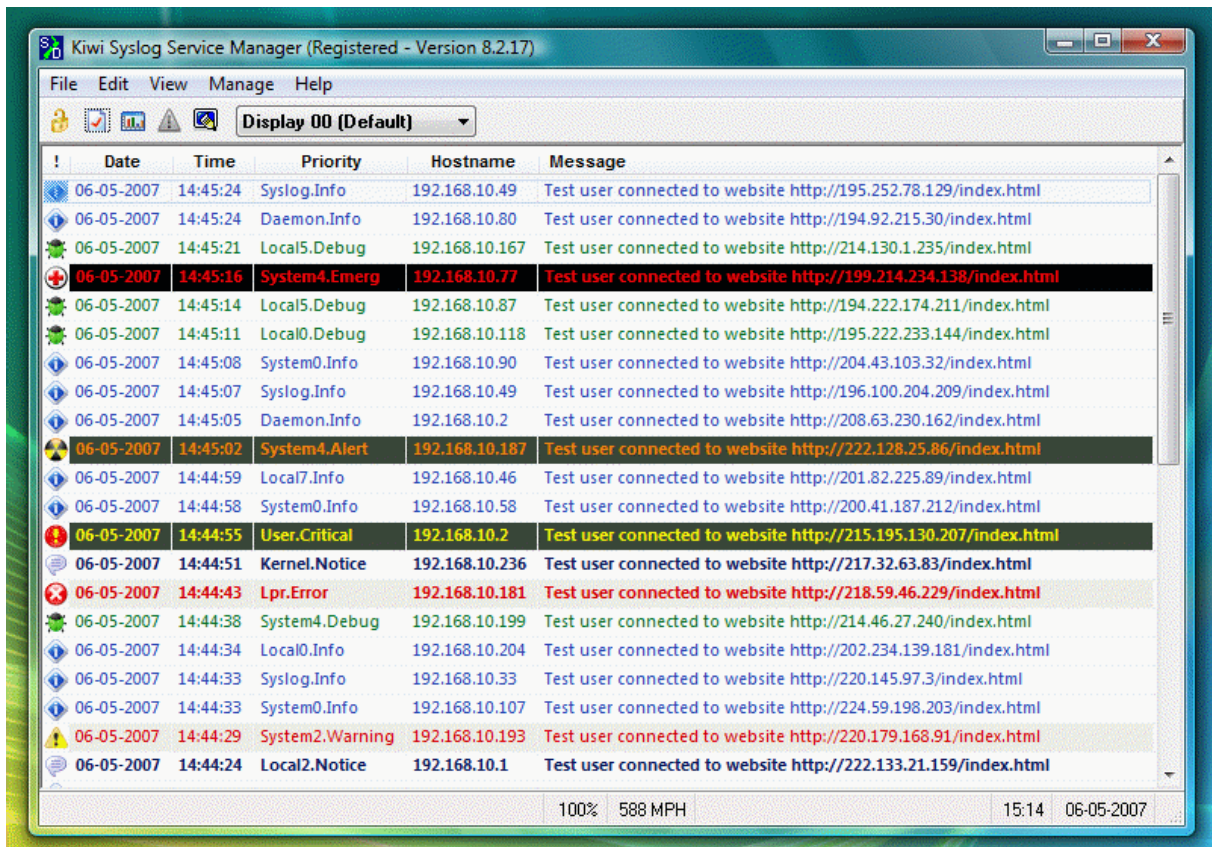 Kiwi Syslog Service Manager (Registered - Version 8.2.17)
File Edit View Manage Help
Display 00 (Default)
! Date Time Priority Hostname Message
06-05-2007 14:45:24 Syslog.Info 192.168.10.49 Test user connected to website http://195.252.78.129/index.html
06-05-2007 14:45:24 Daemon.Info 192.168.10.80 Test user connected to website http://194.92.215.30/index.html
06-05-2007 14:45:21 Local5.Debug 192.168.10.167 Test user connected to website http://214.130.1.235/index.html
06-05-2007 14:45:16 System4.Emerg 192.168.10.77 Test user connected to website http://199.214.234.138/index.html
06-05-2007 14:45:14 Local5.Debug 192.168.10.87 Test user connected to website http://194.222.174.211/index.html
06-05-2007 14:45:11 Local0.Debug 192.168.10.118 Test user connected to website http://195.222.233.144/index.html
06-05-2007 14:45:08 System0.Info 192.168.10.90 Test user connected to website http://204.43.103.32/index.html
06-05-2007 14:45:07 Syslog.Info 192.168.10.49 Test user connected to website http://196.100.204.209/index.html
06-05-2007 14:45:05 Daemon.Info 192.168.10.2 Test user connected to website http://208.63.230.162/index.html
06-05-2007 14:45:02 System4.Alert 192.168.10.187 Test user connected to website http://222.128.25.86/index.html
06-05-2007 14:44:59 Local7.Info 192.168.10.46 Test user connected to website http://201.82.225.89/index.html
06-05-2007 14:44:58 System0.Info 192.168.10.58 Test user connected to website http://200.41.187.212/index.html
06-05-2007 14:44:55 User.Critical 192.168.10.2 Test user connected to website http://215.195.130.207/index.html
06-05-2007 14:44:51 Kernel.Notice 192.168.10.236 Test user connected to website http://217.32.63.83/index.html
06-05-2007 14:44:43 Lpr.Error 192.168.10.181 Test user connected to website http://218.59.46.229/index.html
06-05-2007 14:44:38 System4.Debug 192.168.10.199 Test user connected to website http://214.46.27.240/index.html
06-05-2007 14:44:34 Local0.Info 192.168.10.204 Test user connected to website http://202.234.139.181/index.html
06-05-2007 14:44:33 Syslog.Info 192.168.10.33 Test user connected to website http://220.145.97.3/index.html
06-05-2007 14:44:33 System0.Info 192.168.10.107 Test user connected to website http://224.59.198.203/index.html
06-05-2007 14:44:29 System2.Warning 192.168.10.193 Test user connected to website http://220.179.168.91/index.html
06-05-2007 14:44:24 Local2.Notice 192.168.10.1 Test user connected to website http://222.133.21.159/index.html
100% 588 MPH 15:14 06-05-2007